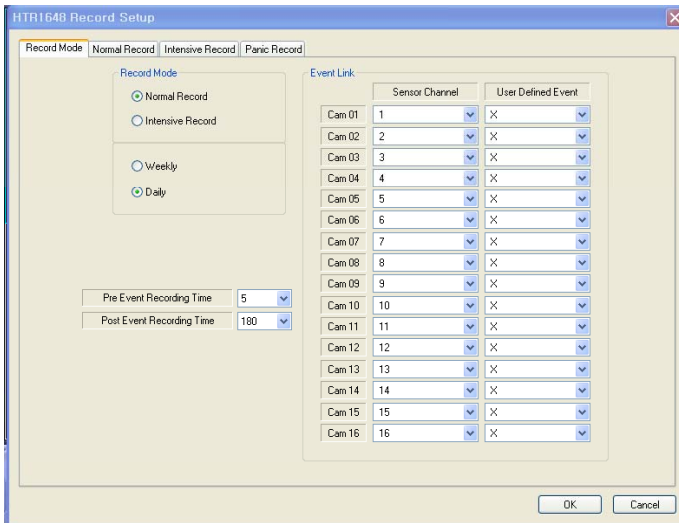 HTR1648 Record Setup
Record Mode Normal Record Intensive Record Panic Record
Record Mode
Normal Record
Intensive Record
Weekly
Daily
Pre Event Recording Time 5
Post Event Recording Time 180
Event Link
Sensor Channel User Defined Event
Cam 01 1 X
Cam 02 2 X
Cam 03 3 X
Cam 04 4 X
Cam 05 5 X
Cam 06 6 X
Cam 07 7 X
Cam 08 8 X
Cam 09 9 X
Cam 10 10 X
Cam 11 11 X
Cam 12 12 X
Cam 13 13 X
Cam 14 14 X
Cam 15 15 X
Cam 16 16 X
OK Cancel